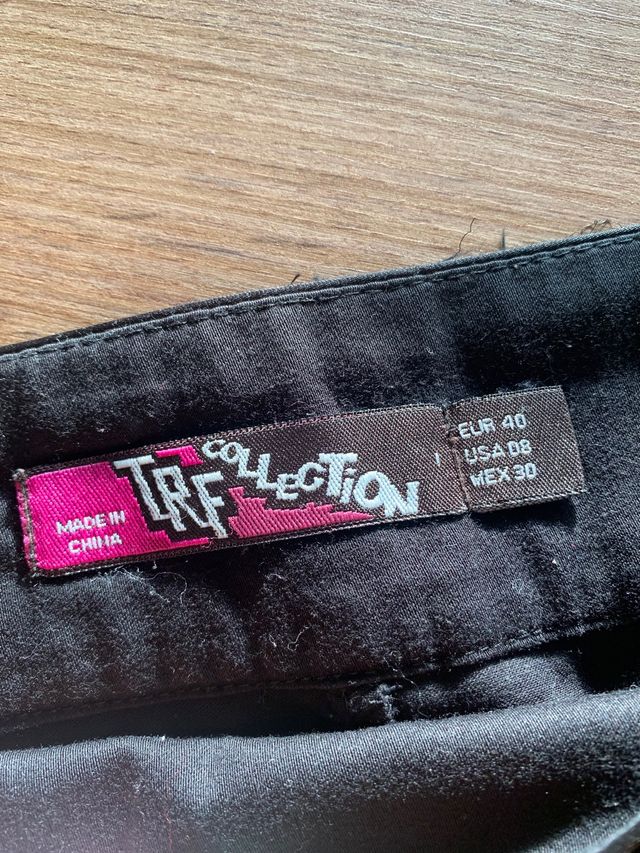 MADE IN
CHINA
TRF COLLECTION
EUR 40
USA 08
MEX 30